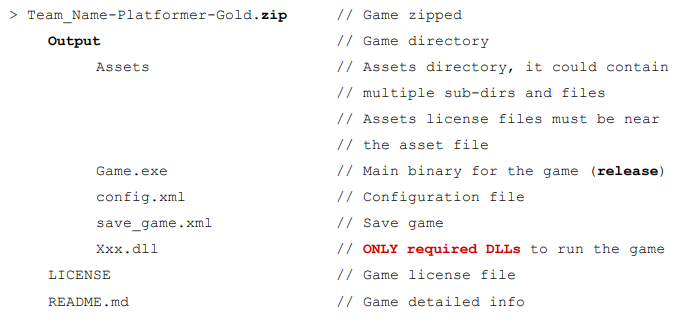 > Team_Name-Platformer-Gold.zip // Game zipped
Output // Game directory
Assets // Assets directory, it could contain
// multiple sub-dirs and files
// Assets license files must be near
// the asset file
Game.exe // Main binary for the game (release)
config.xml // Configuration file
save_game.xml // Save game
Xxx.dll // ONLY required DLLs to run the game
LICENSE // Game license file
README.md // Game detailed info